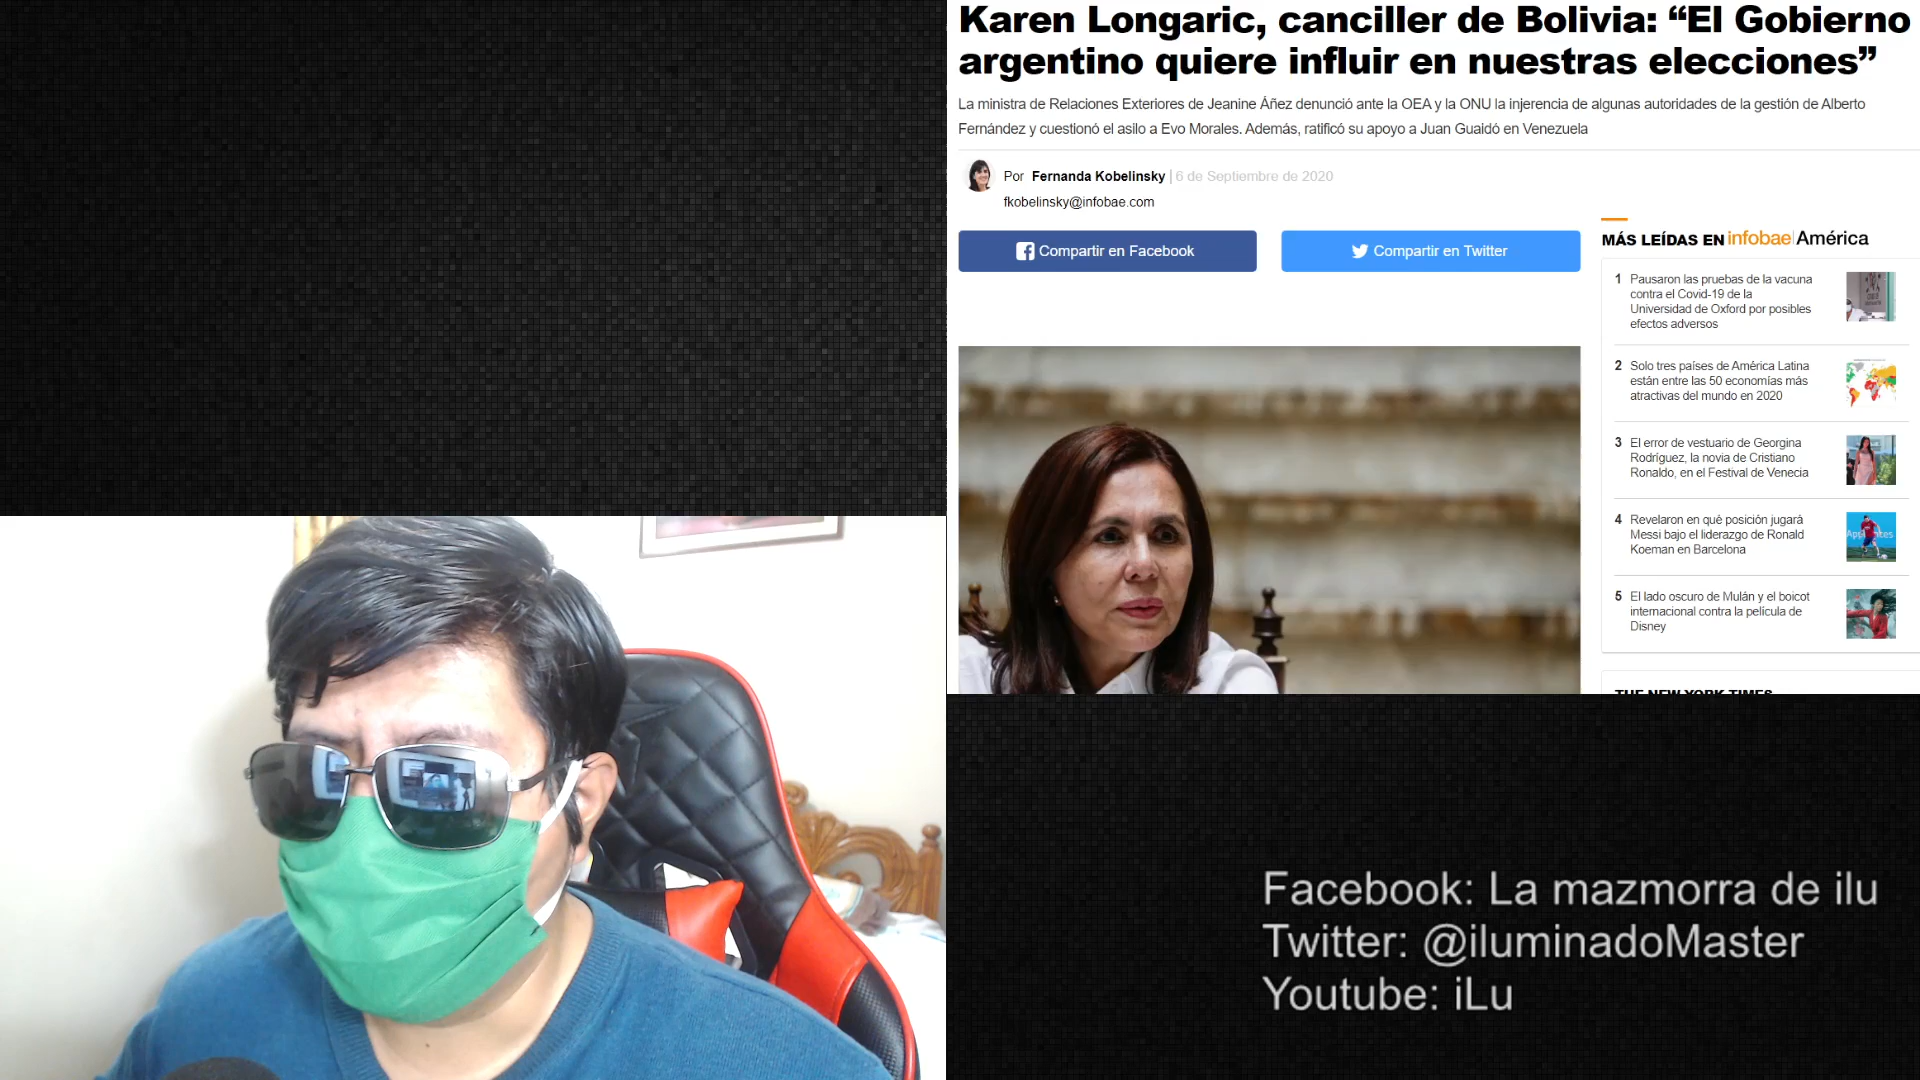 Karen Longaric, canciller de Bolivia: “El Gobierno
argentino quiere influir en nuestras elecciones”
La ministra de Relaciones Exteriores de Jeanine Áñez denunció ante la OEA y la ONU la injerencia de algunas autoridades de la gestión de Alberto
Fernández y cuestionó el asilo a Evo Morales. Además, ratificó su apoyo a Juan Guaidó en Venezuela
Por Fernanda Kobelinsky | 6 de Septiembre de 2020
fkobelinsky@infobae.com
Compartir en Facebook
Compartir en Twitter
MÁS LEÍDAS EN infobae América
1 Pausaron las pruebas de la vacuna
contra el Covid-19 de la
Universidad de Oxford por posibles
efectos adversos
2 Solo tres países de América Latina
están entre las 50 economías más
atractivas del mundo en 2020
3 El error de vestuario de Georgina
Rodríguez, la novia de Cristiano
Ronaldo, en el Festival de Venecia
4 Revelaron en qué posición jugará
Messi bajo el liderazgo de Ronald
Koeman en Barcelona
5 El lado oscuro de Mulán y el boicot
internacional contra la película de
Disney
THE NEW YORK TIMES
Facebook: La mazmorra de ilu
Twitter: @iluminadoMaster
Youtube: iLu